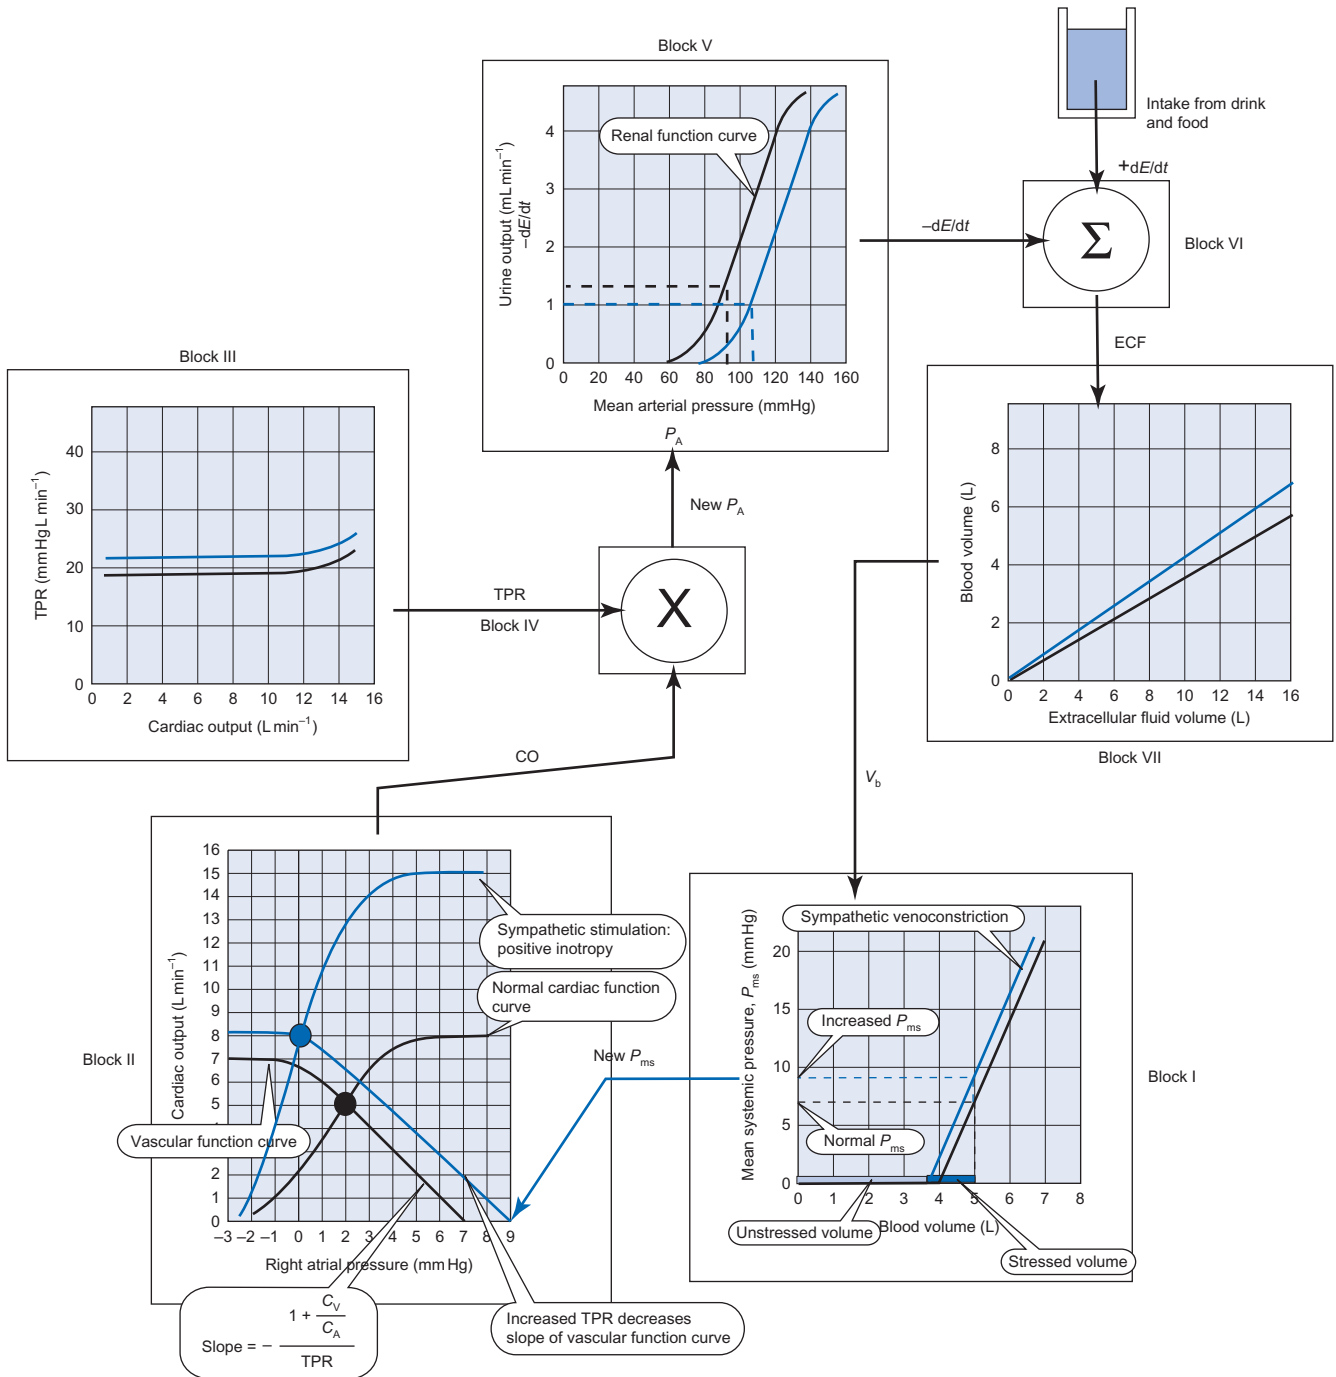 Block V
Renal function curve
Urine output (mL min⁻¹)
–dE/dt
4
3
2
1
0
0 20 40 60 80 100 120 140 160
Mean arterial pressure (mmHg)
P_A
New P_A
Intake from drink
and food
+dE/dt
–dE/dt
Σ
Block VI
ECF
Block III
TPR (mmHg L min⁻¹)
40
30
20
10
0
0 2 4 6 8 10 12 14 16
Cardiac output (L min⁻¹)
TPR
Block IV
X
CO
Blood volume (L)
8
6
4
2
0
0 2 4 6 8 10 12 14 16
Extracellular fluid volume (L)
Block VII
V_b
Block II
Cardiac output (L min⁻¹)
16
15
14
13
12
11
10
9
8
7
6
5
2
1
0
–3 –2 –1 0 1 2 3 4 5 6 7 8 9
Right atrial pressure (mm Hg)
Sympathetic stimulation:
positive inotropy
Normal cardiac function
curve
Vascular function curve
New P_ms
Slope = – (1 + C_V/C_A) / TPR
Increased TPR decreases
slope of vascular function curve
Block I
Mean systemic pressure, P_ms (mmHg)
Sympathetic venoconstriction
20
15
10
5
0
Increased P_ms
Normal P_ms
0 1 2 3 4 5 6 7 8
Unstressed volume
Blood volume (L)
Stressed volume